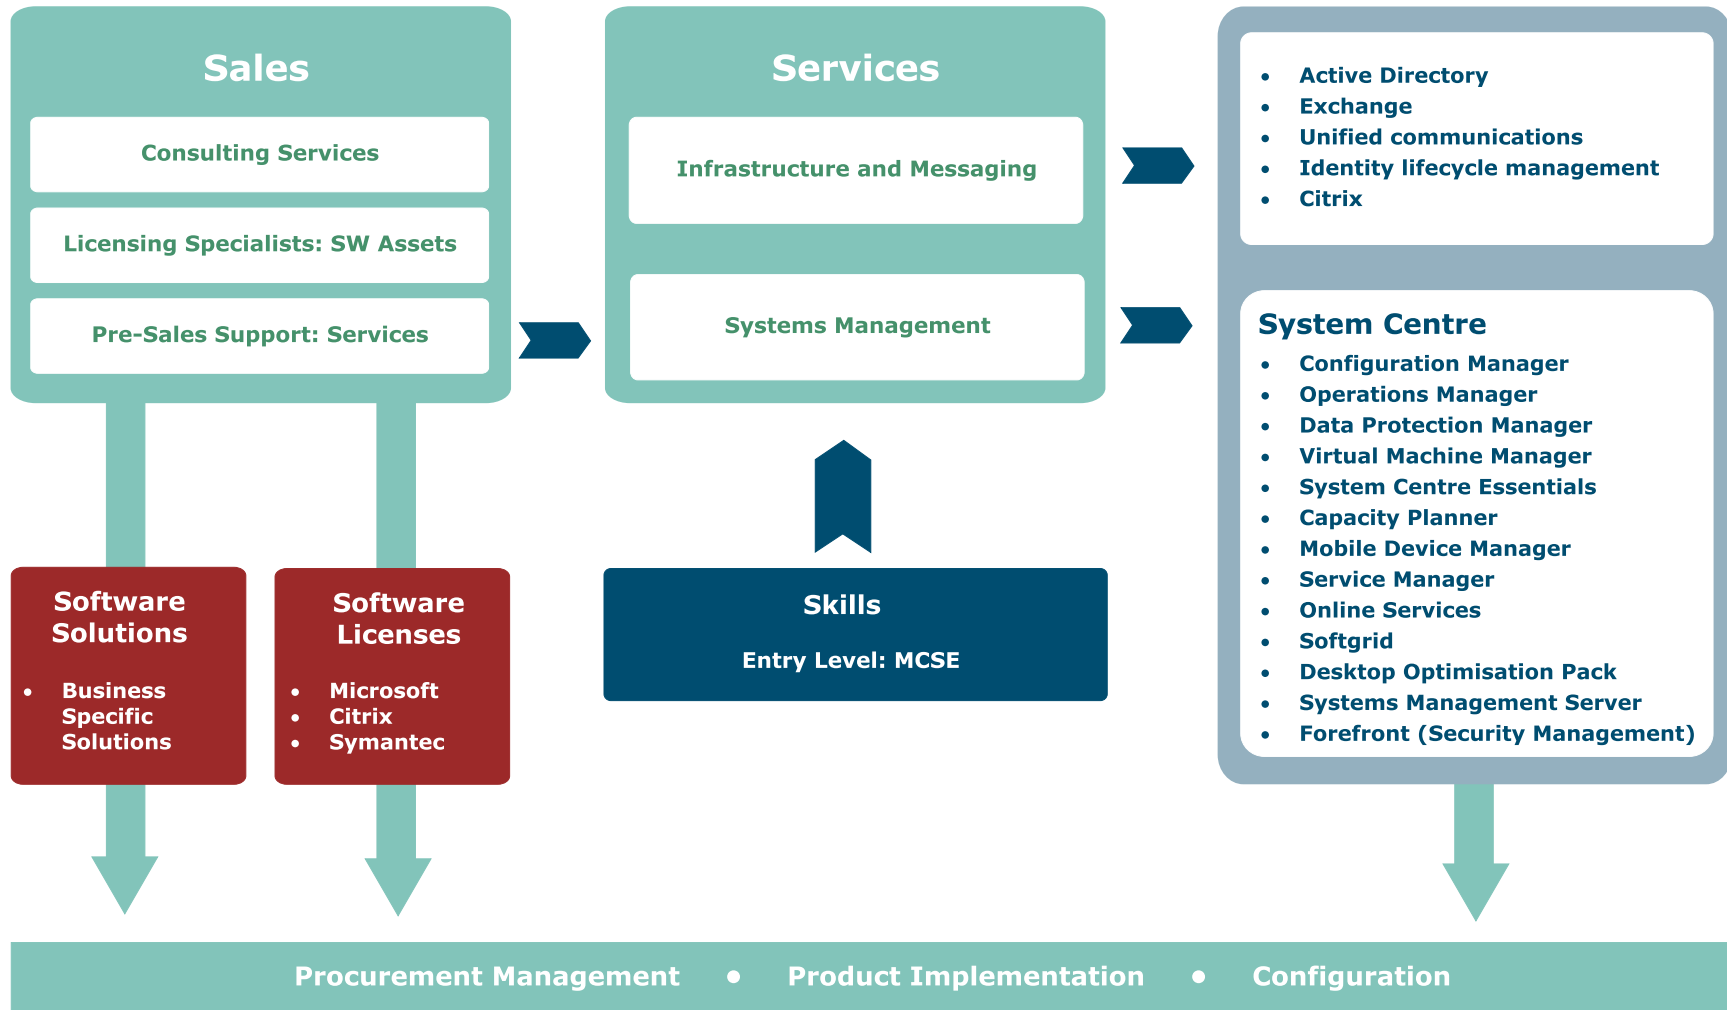 Sales
Consulting Services
Licensing Specialists: SW Assets
Pre-Sales Support: Services
Services
Infrastructure and Messaging
Systems Management
• Active Directory
• Exchange
• Unified communications
• Identity lifecycle management
• Citrix
System Centre
• Configuration Manager
• Operations Manager
• Data Protection Manager
• Virtual Machine Manager
• System Centre Essentials
• Capacity Planner
• Mobile Device Manager
• Service Manager
• Online Services
• Softgrid
• Desktop Optimisation Pack
• Systems Management Server
• Forefront (Security Management)
Software
Solutions
• Business
Specific
Solutions
Software
Licenses
• Microsoft
• Citrix
• Symantec
Skills
Entry Level: MCSE
Procurement Management • Product Implementation • Configuration